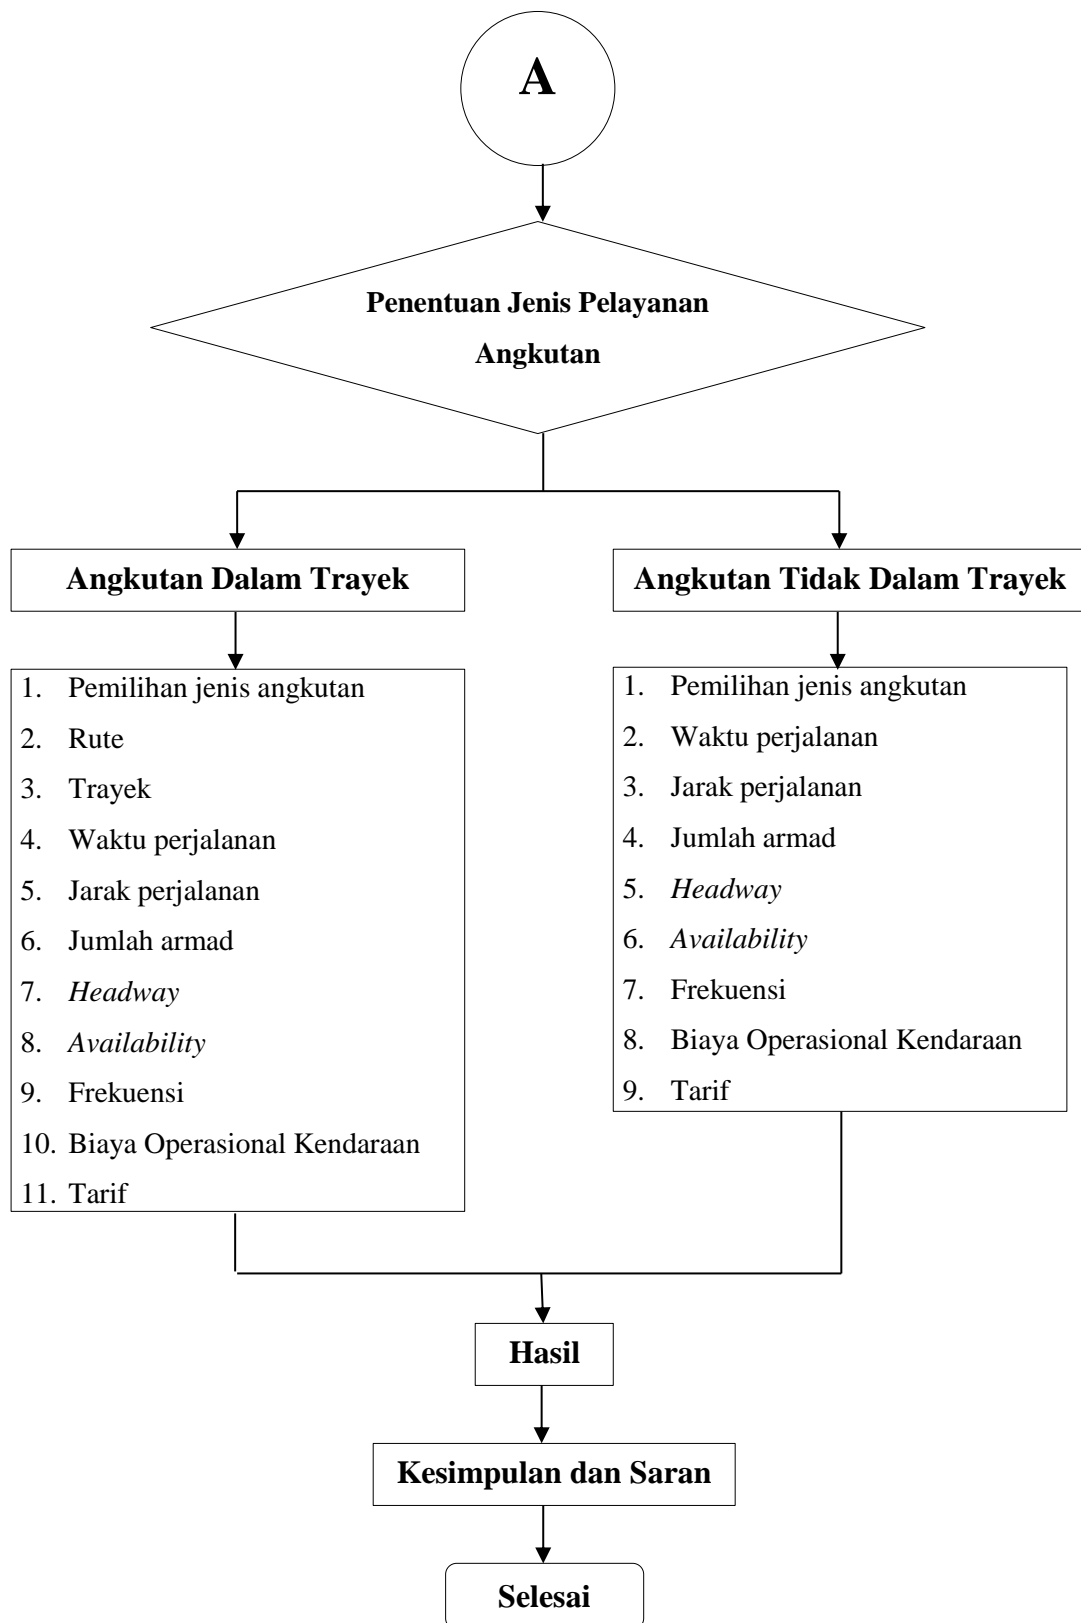 A
Penentuan Jenis Pelayanan
Angkutan
Angkutan Dalam Trayek
Angkutan Tidak Dalam Trayek
1. Pemilihan jenis angkutan
2. Rute
3. Trayek
4. Waktu perjalanan
5. Jarak perjalanan
6. Jumlah armad
7. Headway
8. Availability
9. Frekuensi
10. Biaya Operasional Kendaraan
11. Tarif
1. Pemilihan jenis angkutan
2. Waktu perjalanan
3. Jarak perjalanan
4. Jumlah armad
5. Headway
6. Availability
7. Frekuensi
8. Biaya Operasional Kendaraan
9. Tarif
Hasil
Kesimpulan dan Saran
Selesai